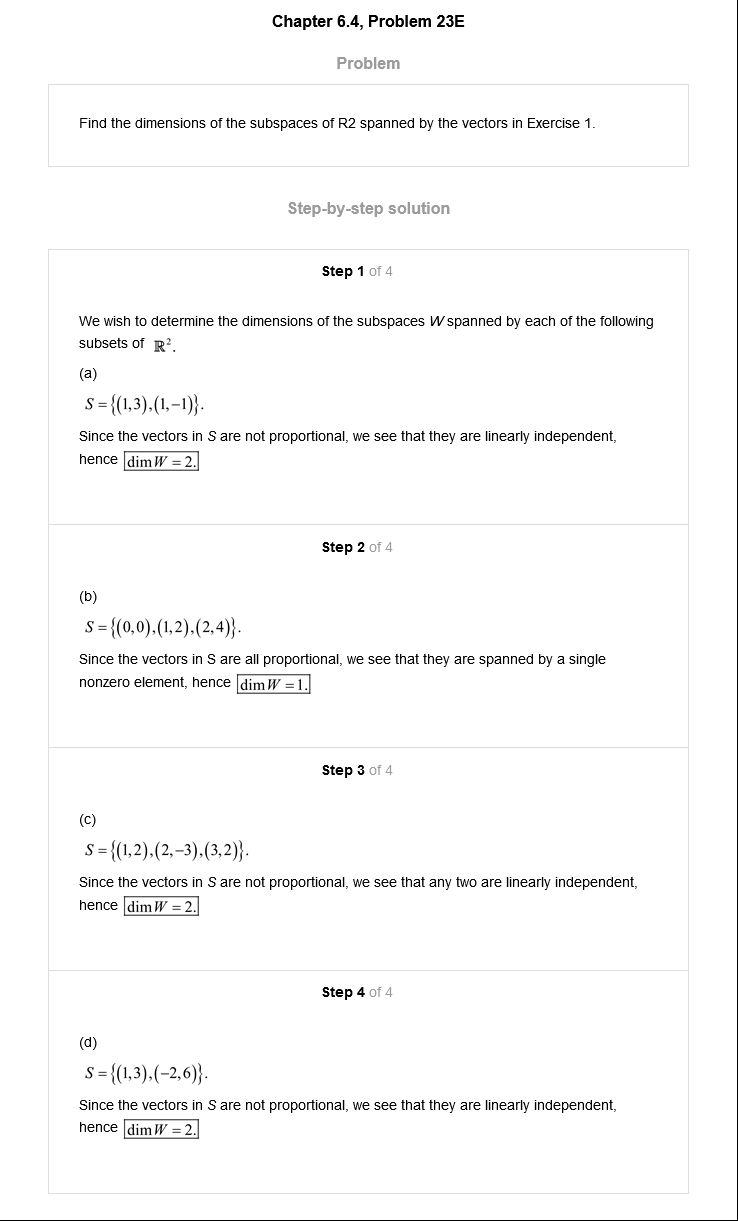 Chapter 6.4, Problem 23E
Problem
Find the dimensions of the subspaces of R2 spanned by the vectors in Exercise 1.
Step-by-step solution
Step 1 of 4
We wish to determine the dimensions of the subspaces W spanned by each of the following
subsets of ℝ².
(a)
S = {(1,3),(1,−1)}.
Since the vectors in S are not proportional, we see that they are linearly independent,
hence dim W = 2.
Step 2 of 4
(b)
S = {(0,0),(1,2),(2,4)}.
Since the vectors in S are all proportional, we see that they are spanned by a single
nonzero element, hence dim W = 1.
Step 3 of 4
(c)
S = {(1,2),(2,−3),(3,2)}.
Since the vectors in S are not proportional, we see that any two are linearly independent,
hence dim W = 2.
Step 4 of 4
(d)
S = {(1,3),(−2,6)}.
Since the vectors in S are not proportional, we see that they are linearly independent,
hence dim W = 2.